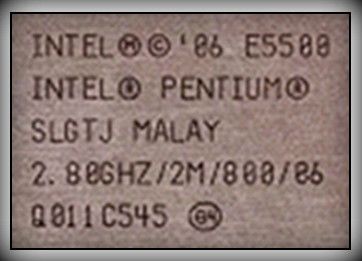 INTEL Ⓜ © '06 E5500
INTEL® PENTIUM®
SLGTJ MALAY
2.80GHZ/2M/800/06
Q011C545 e4